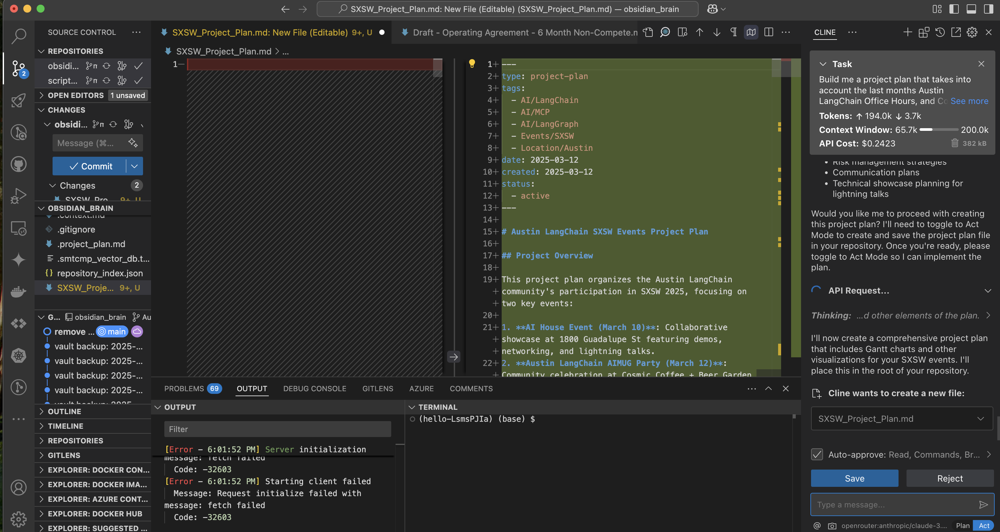 SXSW_Project_Plan.md: New File (Editable) (SXSW_Project_Plan.md) — obsidian_brain
SOURCE CONTROL
REPOSITORIES
obsidi...
script...
OPEN EDITORS 1 unsaved
CHANGES
obsidi...
Message (⌘...
Commit
Changes 2
SXSW_Pro... 9+, U
OBSIDIAN_BRAIN
.context.md
.gitignore
.project_plan.md
.smtcmp_vector_db.t...
{} repository_index.json
SXSW_Proje... 9+, U
G... obsidian_brain Au
remove ... main
vault backup: 2025-...
vault backup: 2025-...
vault backup: 2025-...
vault backup: 2025-...
OUTLINE
TIMELINE
REPOSITORIES
GITLENS
EXPLORER: DOCKER CON...
EXPLORER: DOCKER IMA...
EXPLORER: AZURE CONT...
EXPLORER: DOCKER HUB
EXPLORER: SUGGESTED ...
2
SXSW_Project_Plan.md: New File (Editable) 9+, U
Draft - Operating Agreement - 6 Month Non-Compete.
SXSW_Project_Plan.md > ...
1—
1+ ---
2+ type: project-plan
3+ tags:
4+ - AI/LangChain
5+ - AI/MCP
6+ - AI/LangGraph
7+ - Events/SXSW
8+ - Location/Austin
9+ date: 2025-03-12
10+ created: 2025-03-12
11+ status:
12+ - active
13+ ---
14+
15+ # Austin LangChain SXSW Events Project Plan
16+
17+ ## Project Overview
18+
19+ This project plan organizes the Austin LangChain
+ community's participation in SXSW 2025, focusing on
+ two key events:
20+
21+ 1. **AI House Event (March 10)**: Collaborative
+ showcase at 1800 Guadalupe St featuring demos,
+ networking, and lightning talks.
22+ 2. **Austin LangChain AIMUG Party (March 12)**:
+ Community celebration at Cosmic Coffee + Beer Garden
PROBLEMS 69 OUTPUT DEBUG CONSOLE GITLENS AZURE COMMENTS
OUTPUT
Filter
[Error - 6:01:52 PM] Server initialization
message: fetch failed
Code: -32603
[Error - 6:01:52 PM] Starting client failed
Message: Request initialize failed with
message: fetch failed
Code: -32603
TERMINAL
(hello-LsmsPJIa) (base) $
CLINE
Task
Build me a project plan that takes into
account the last months Austin
LangChain Office Hours, and Co See more
Tokens: ↑ 194.0k ↓ 3.7k
Context Window: 65.7k 200.0k
API Cost: $0.2423 382 kB
• Risk management strategies
• Communication plans
• Technical showcase planning for
lightning talks
Would you like me to proceed with creating
this project plan? I'll need to toggle to Act
Mode to create and save the project plan file
in your repository. Once you're ready, please
toggle to Act Mode so I can implement the
plan.
API Request...
Thinking: ...d other elements of the plan.
I'll now create a comprehensive project plan
that includes Gantt charts and other
visualizations for your SXSW events. I'll
place this in the root of your repository.
Cline wants to create a new file:
SXSW_Project_Plan.md
Auto-approve: Read, Commands, Br...
Save Reject
Type a message...
@ openrouter:anthropic/claude-3.... Plan Act